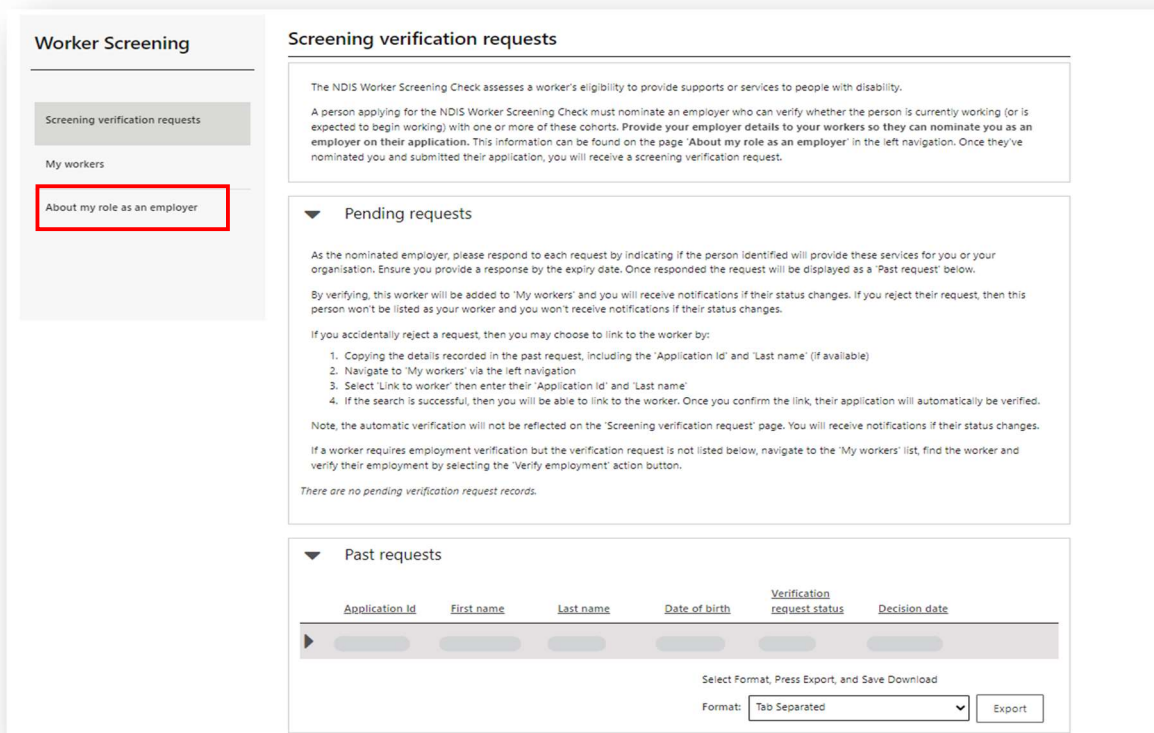 Worker Screening
Screening verification requests
My workers
About my role as an employer
Screening verification requests
The NDIS Worker Screening Check assesses a worker's eligibility to provide supports or services to people with disability.
A person applying for the NDIS Worker Screening Check must nominate an employer who can verify whether the person is currently working (or is
expected to begin working) with one or more of these cohorts. Provide your employer details to your workers so they can nominate you as an
employer on their application. This information can be found on the page 'About my role as an employer' in the left navigation. Once they've
nominated you and submitted their application, you will receive a screening verification request.
Pending requests
As the nominated employer, please respond to each request by indicating if the person identified will provide these services for you or your
organisation. Ensure you provide a response by the expiry date. Once responded the request will be displayed as a 'Past request' below.
By verifying, this worker will be added to 'My workers' and you will receive notifications if their status changes. If you reject their request, then this
person won't be listed as your worker and you won't receive notifications if their status changes.
If you accidentally reject a request, then you may choose to link to the worker by:
1. Copying the details recorded in the past request, including the 'Application Id' and 'Last name' (if available)
2. Navigate to 'My workers' via the left navigation
3. Select 'Link to worker' then enter their 'Application Id' and 'Last name'
4. If the search is successful, then you will be able to link to the worker. Once you confirm the link, their application will automatically be verified.
Note, the automatic verification will not be reflected on the 'Screening verification request' page. You will receive notifications if their status changes.
If a worker requires employment verification but the verification request is not listed below, navigate to the 'My workers' list, find the worker and
verify their employment by selecting the 'Verify employment' action button.
There are no pending verification request records.
Past requests
Application Id First name Last name Date of birth Verification
request status Decision date
Select Format, Press Export, and Save Download
Format: Tab Separated Export